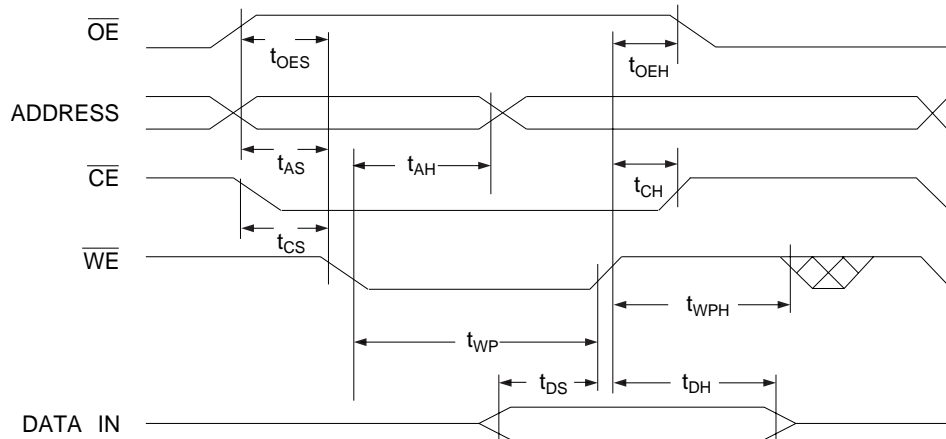 OE
tOES
tOEH
ADDRESS
tAS
tAH
tCH
CE
tCS
WE
tWPH
tWP
tDS
tDH
DATA IN